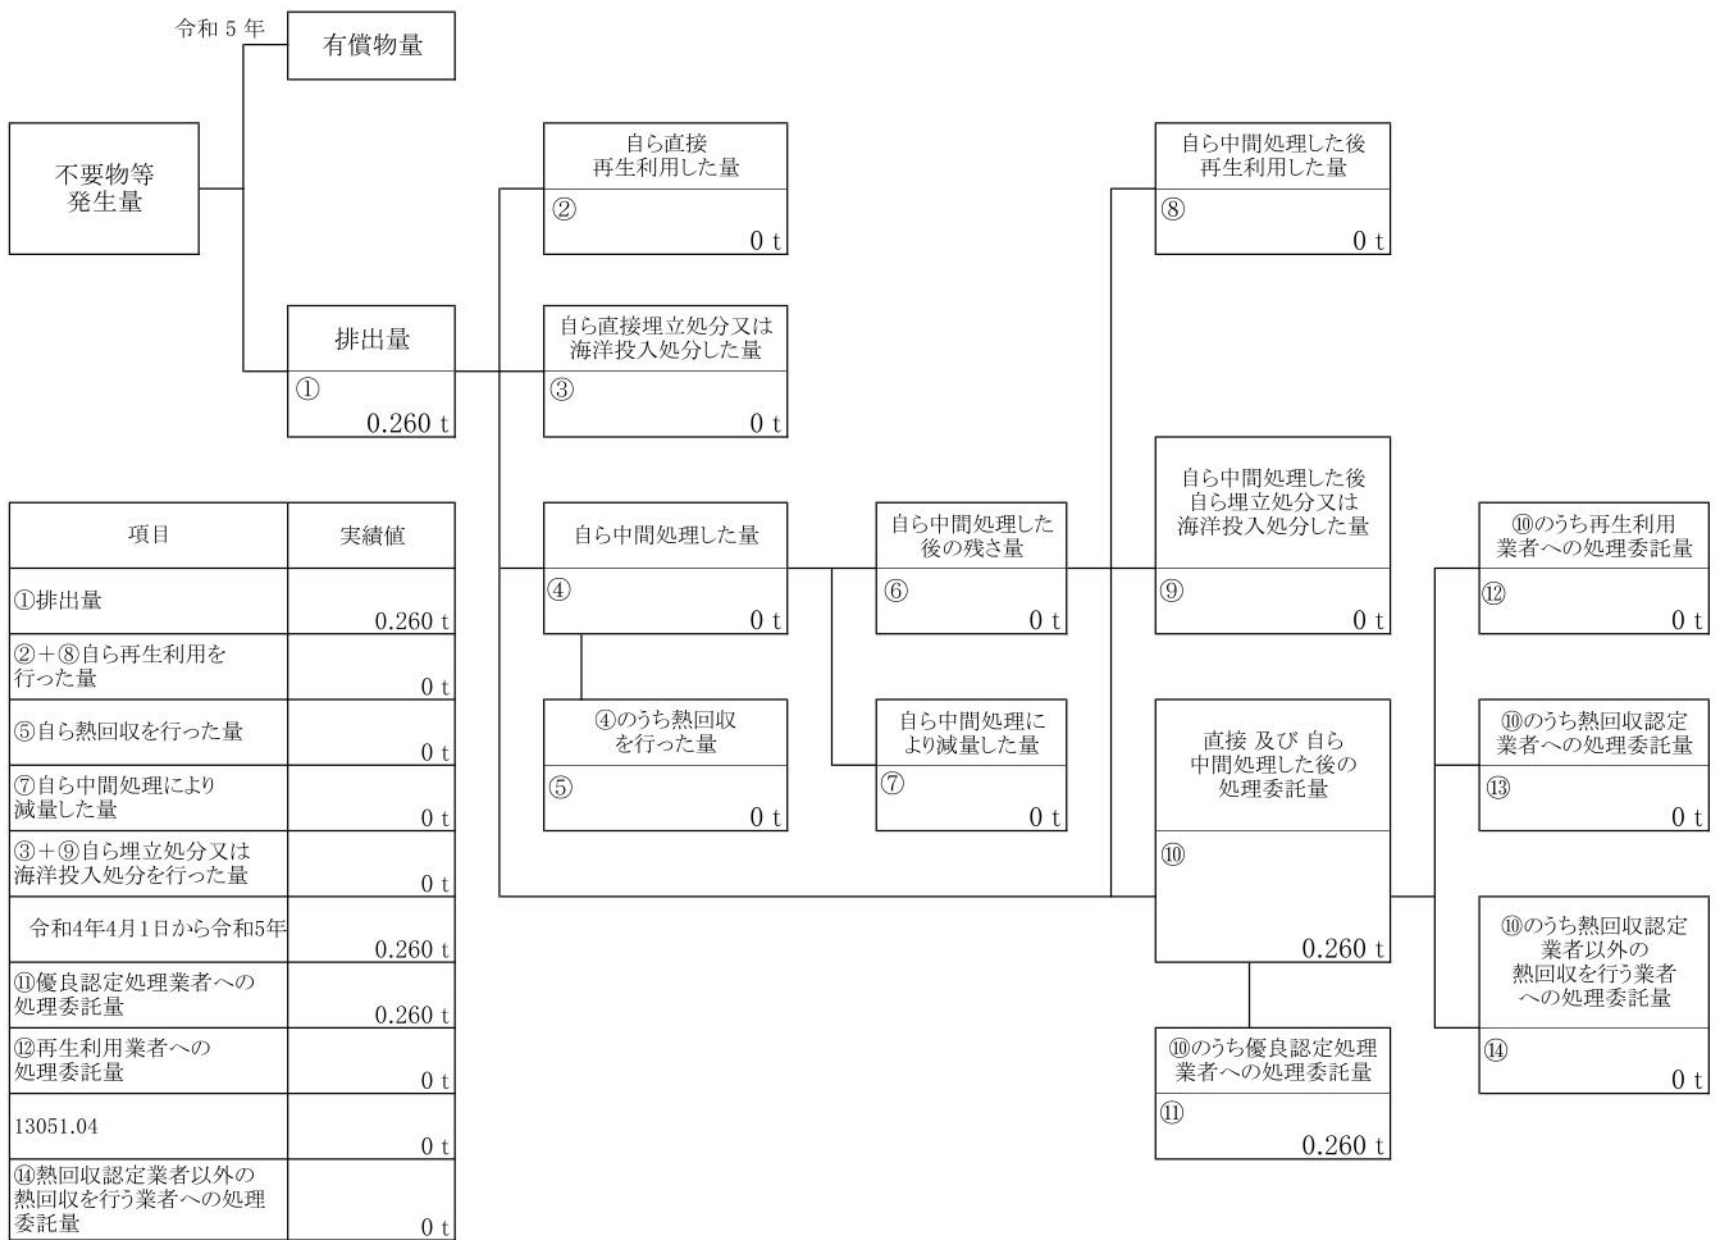 令和 5 年
有償物量
不要物等
発生量
排出量
①
0.260 t
自ら直接
再生利用した量
②
0 t
自ら直接埋立処分又は
海洋投入処分した量
③
0 t
自ら中間処理した量
④
0 t
④のうち熱回収
を行った量
⑤
0 t
自ら中間処理した
後の残さ量
⑥
0 t
自ら中間処理に
より減量した量
⑦
0 t
自ら中間処理した後
再生利用した量
⑧
0 t
自ら中間処理した後
自ら埋立処分又は
海洋投入処分した量
⑨
0 t
直接 及び 自ら
中間処理した後の
処理委託量
⑩
0.260 t
⑩のうち優良認定処理
業者への処理委託量
⑪
0.260 t
⑩のうち再生利用
業者への処理委託量
⑫
0 t
⑩のうち熱回収認定
業者への処理委託量
⑬
0 t
⑩のうち熱回収認定
業者以外の
熱回収を行う業者
への処理委託量
⑭
0 t
項目 実績値
①排出量
0.260 t
②＋⑧自ら再生利用を
行った量
0 t
⑤自ら熱回収を行った量
0 t
⑦自ら中間処理により
減量した量
0 t
③＋⑨自ら埋立処分又は
海洋投入処分を行った量
0 t
令和4年4月1日から令和5年
0.260 t
⑪優良認定処理業者への
処理委託量
0.260 t
⑫再生利用業者への
処理委託量
0 t
13051.04
0 t
⑭熱回収認定業者以外の
熱回収を行う業者への処理
委託量
0 t